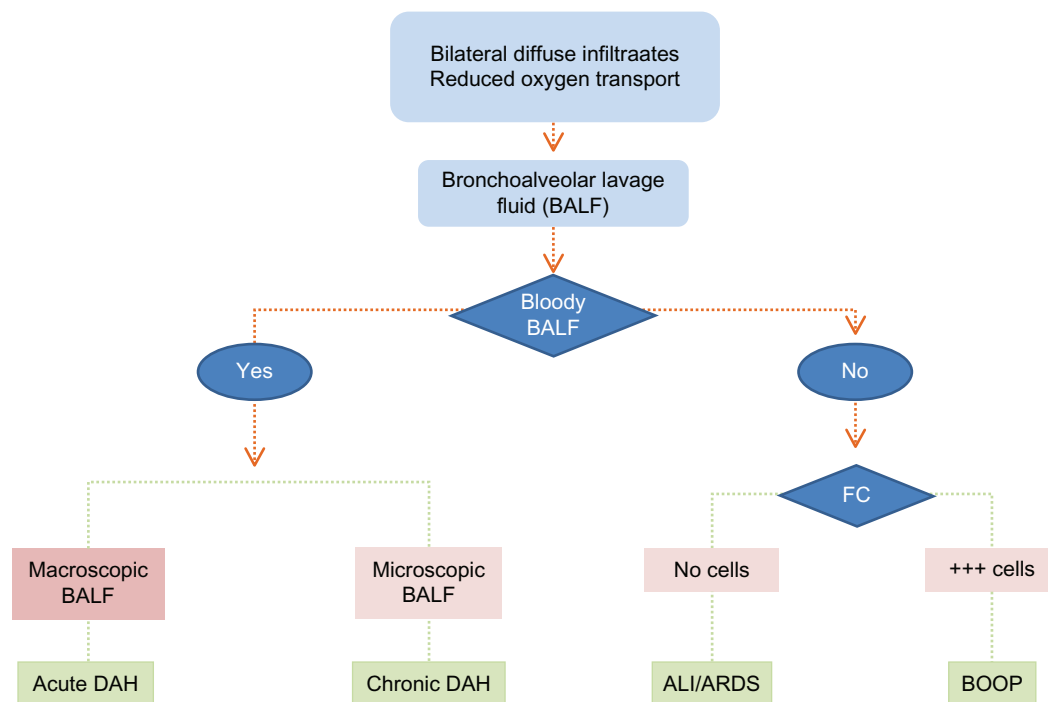 Bilateral diffuse infiltraates
Reduced oxygen transport
Bronchoalveolar lavage
fluid (BALF)
Bloody
BALF
Yes
No
FC
Macroscopic
BALF
Microscopic
BALF
No cells
+++ cells
Acute DAH
Chronic DAH
ALI/ARDS
BOOP